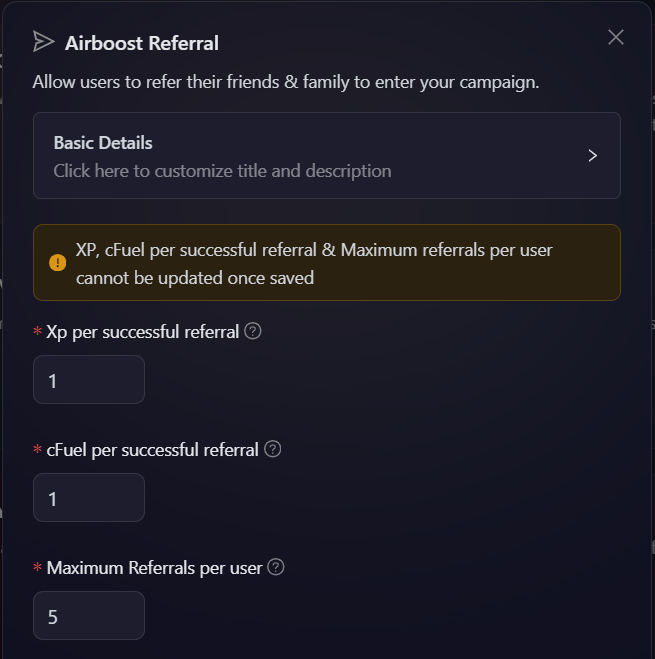 Airboost Referral
Allow users to refer their friends & family to enter your campaign.
Basic Details
Click here to customize title and description
XP, cFuel per successful referral & Maximum referrals per user
cannot be updated once saved
* Xp per successful referral ?
1
* cFuel per successful referral ?
1
* Maximum Referrals per user ?
5